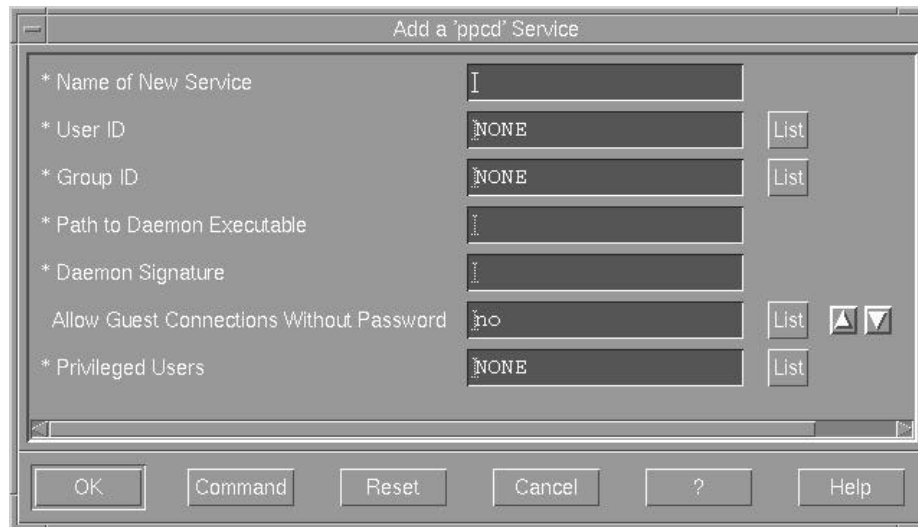 Add a 'ppcd' Service
* Name of New Service
* User ID NONE List
* Group ID NONE List
* Path to Daemon Executable
* Daemon Signature
Allow Guest Connections Without Password no List
* Privileged Users NONE List
OK Command Reset Cancel ? Help